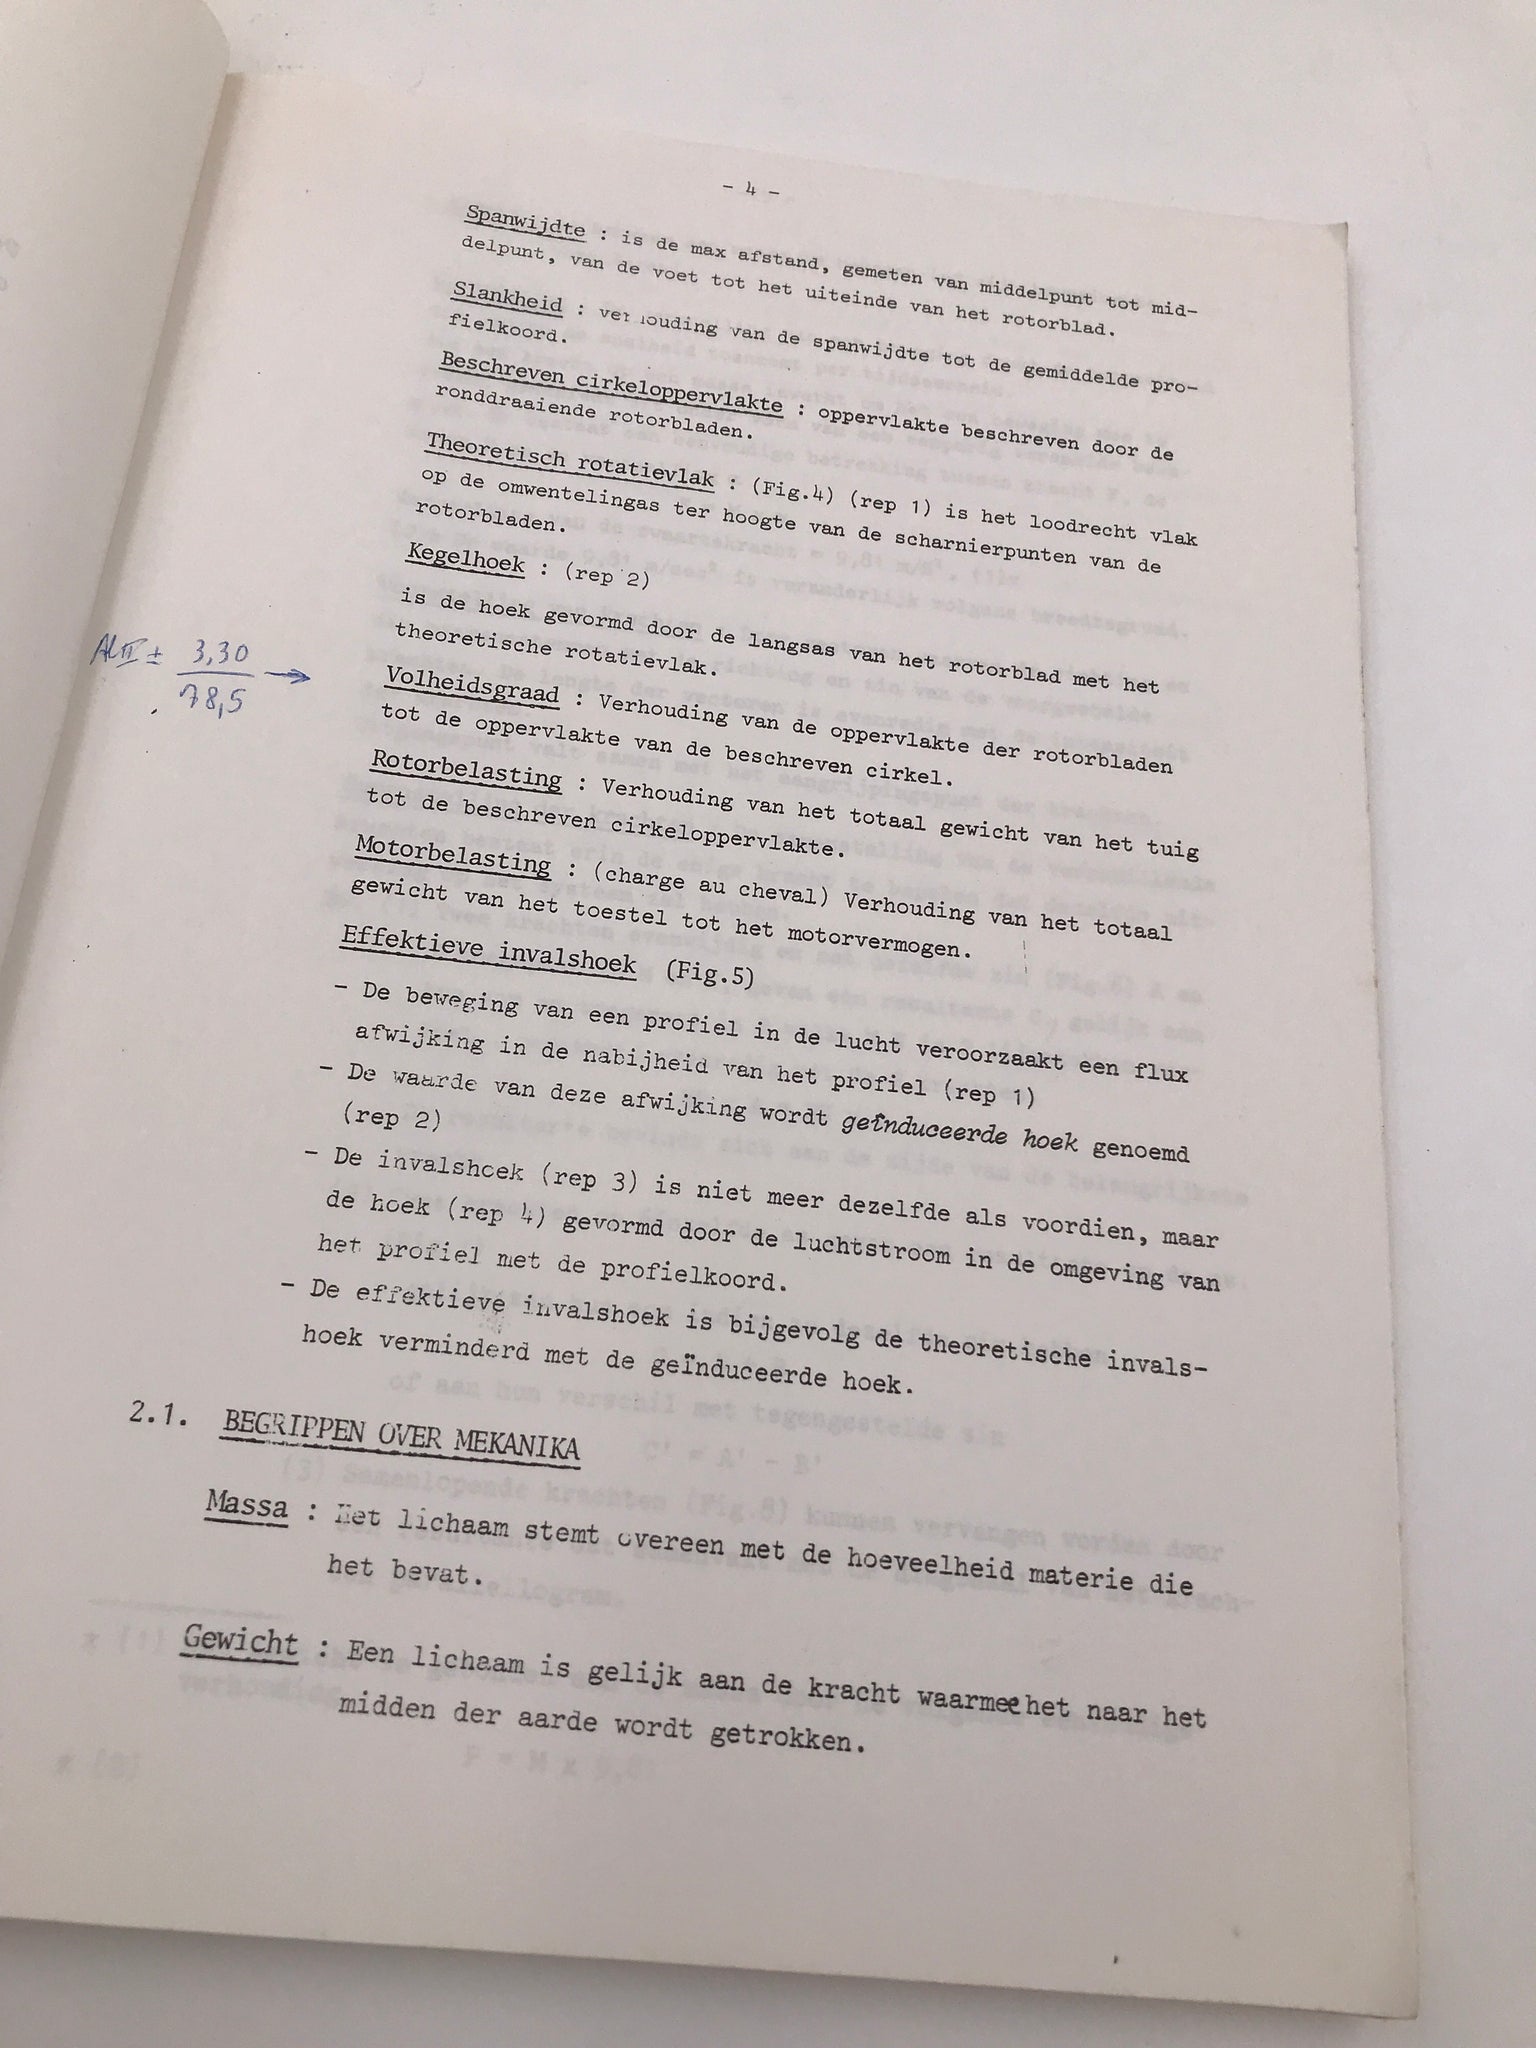 - 4 -
Spanwijdte : is de max afstand, gemeten van middelpunt tot mid-
delpunt, van de voet tot het uiteinde van het rotorblad.
Slankheid : verhouding van de spanwijdte tot de gemiddelde pro-
fielkoord.
Beschreven cirkeloppervlakte : oppervlakte beschreven door de
ronddraaiende rotorbladen.
Theoretisch rotatievlak : (Fig.4) (rep 1) is het loodrecht vlak
op de omwentelingas ter hoogte van de scharnierpunten van de
rotorbladen.
Kegelhoek : (rep 2)
is de hoek gevormd door de langsas van het rotorblad met het
theoretische rotatievlak.
AlII ± 3,30 →
78,5
Volheidsgraad : Verhouding van de oppervlakte der rotorbladen
tot de oppervlakte van de beschreven cirkel.
Rotorbelasting : Verhouding van het totaal gewicht van het tuig
tot de beschreven cirkeloppervlakte.
Motorbelasting : (charge au cheval) Verhouding van het totaal
gewicht van het toestel tot het motorvermogen.
Effektieve invalshoek (Fig.5)
- De beweging van een profiel in de lucht veroorzaakt een flux
afwijking in de nabijheid van het profiel (rep 1)
- De waarde van deze afwijking wordt geïnduceerde hoek genoemd
(rep 2)
- De invalshoek (rep 3) is niet meer dezelfde als voordien, maar
de hoek (rep 4) gevormd door de luchtstroom in de omgeving van
het profiel met de profielkoord.
- De effektieve invalshoek is bijgevolg de theoretische invals-
hoek verminderd met de geïnduceerde hoek.
2.1. BEGRIPPEN OVER MEKANIKA
Massa : Het lichaam stemt overeen met de hoeveelheid materie die
het bevat.
Gewicht : Een lichaam is gelijk aan de kracht waarmee het naar het
midden der aarde wordt getrokken.